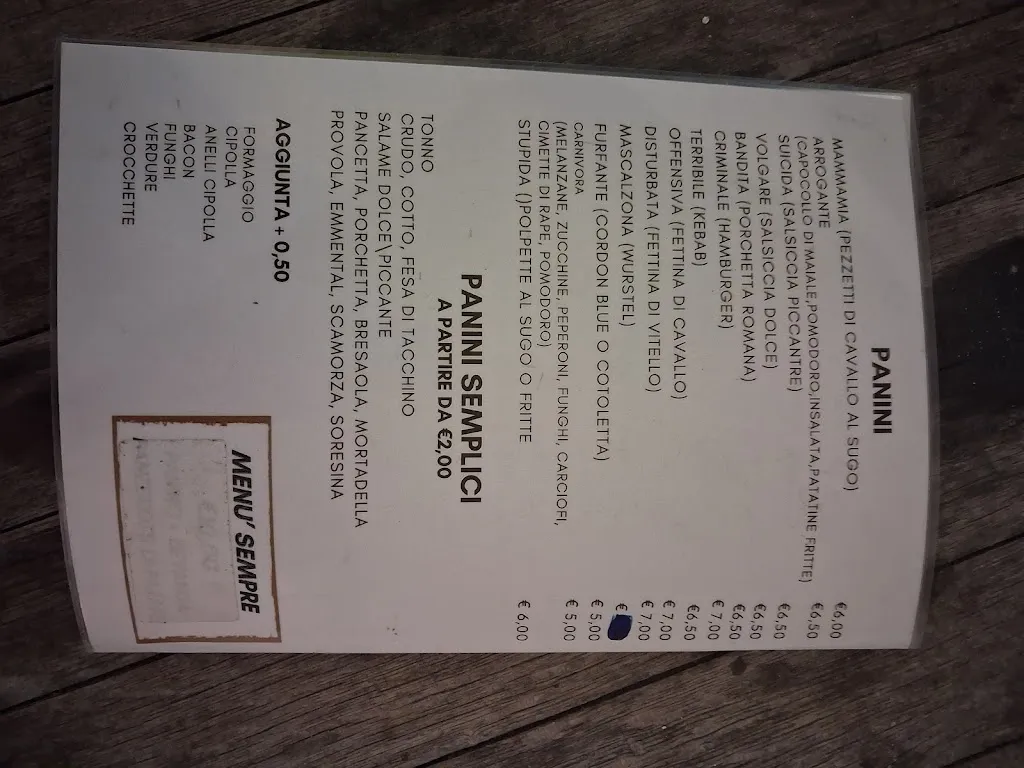 PANINI
MAMMAMIA (PEZZETTI DI CAVALLO AL SUGO) €6.00
ARROGANTE
(CAPOCOLLO DI MAIALE,POMODORO,INSALATA,PATATINE FRITTE) €6,50
SUICIDA (SALSICCIA PICCANTRE) €6,50
VOLGARE (SALSICCIA DOLCE) €6,50
BANDITA (PORCHETTA ROMANA) €6,50
CRIMINALE (HAMBURGER) € 7,00
TERRIBILE (KEBAB) €6,50
OFFENSIVA (FETTINA DI CAVALLO) € 7,00
DISTURBATA (FETTINA DI VITELLO) € 7,00
MASCALZONA (WURSTEL) €
FURFANTE (CORDON BLUE O COTOLETTA) € 5,00
CARNIVORA
(MELANZANE, ZUCCHINE, PEPERONI, FUNGHI, CARCIOFI, € 5,00
CIMETTE DI RAPE, POMODORO)
STUPIDA ()POLPETTE AL SUGO O FRITTE € 6,00
PANINI SEMPLICI
A PARTIRE DA €2,00
TONNO
CRUDO, COTTO, FESA DI TACCHINO
SALAME DOLCE\PICCANTE
PANCETTA, PORCHETTA, BRESAOLA, MORTADELLA
PROVOLA, EMMENTAL, SCAMORZA, SORESINA
AGGIUNTA + 0,50
FORMAGGIO
CIPOLLA
ANELLI CIPOLLA
BACON
FUNGHI
VERDURE
CROCCHETTE
MENU' SEMPRE